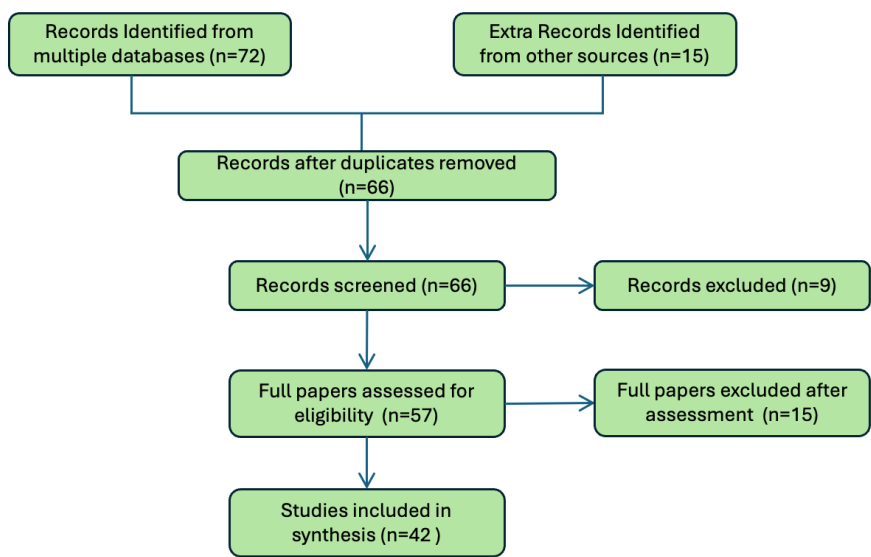 Records Identified from
multiple databases (n=72)
Extra Records Identified
from other sources (n=15)
Records after duplicates removed
(n=66)
Records screened (n=66)
Records excluded (n=9)
Full papers assessed for
eligibility (n=57)
Full papers excluded after
assessment (n=15)
Studies included in
synthesis (n=42 )